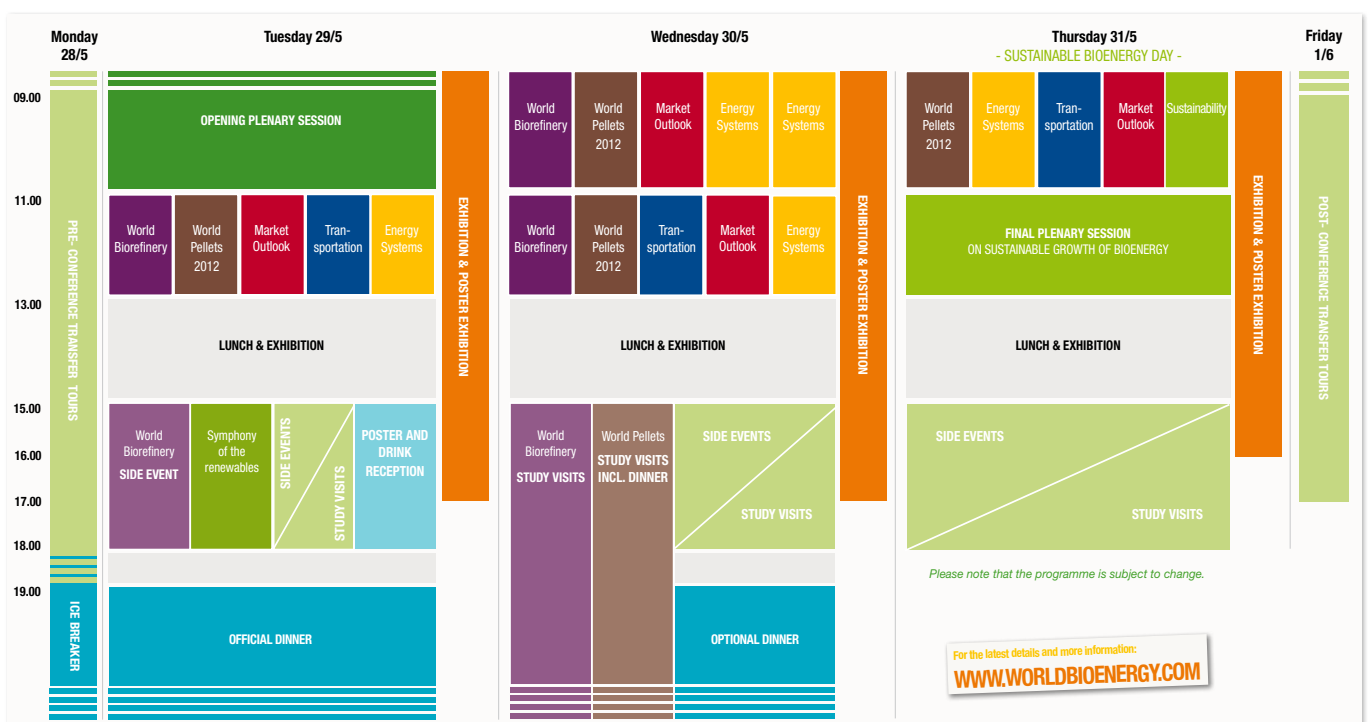 Monday
28/5
Tuesday 29/5
Wednesday 30/5
Thursday 31/5
- SUSTAINABLE BIOENERGY DAY -
Friday
1/6
09.00
11.00
13.00
15.00
16.00
17.00
18.00
19.00
PRE- CONFERENCE TRANSFER TOURS
ICE BREAKER
OPENING PLENARY SESSION
World
Biorefinery
World
Pellets
2012
Market
Outlook
Tran-
sportation
Energy
Systems
LUNCH & EXHIBITION
World
Biorefinery
SIDE EVENT
Symphony
of the
renewables
SIDE EVENTS
STUDY VISITS
POSTER AND
DRINK
RECEPTION
OFFICIAL DINNER
EXHIBITION & POSTER EXHIBITION
World
Biorefinery
World
Pellets
2012
Market
Outlook
Energy
Systems
Energy
Systems
World
Biorefinery
World
Pellets
2012
Tran-
sportation
Market
Outlook
Energy
Systems
LUNCH & EXHIBITION
World
Biorefinery
STUDY VISITS
World Pellets
STUDY VISITS
INCL. DINNER
SIDE EVENTS
STUDY VISITS
OPTIONAL DINNER
EXHIBITION & POSTER EXHIBITION
World
Pellets
2012
Energy
Systems
Tran-
sportation
Market
Outlook
Sustainability
FINAL PLENARY SESSION
ON SUSTAINABLE GROWTH OF BIOENERGY
LUNCH & EXHIBITION
SIDE EVENTS
STUDY VISITS
EXHIBITION & POSTER EXHIBITION
POST- CONFERENCE TRANSFER TOURS
Please note that the programme is subject to change.
For the latest details and more information:
WWW.WORLDBIOENERGY.COM